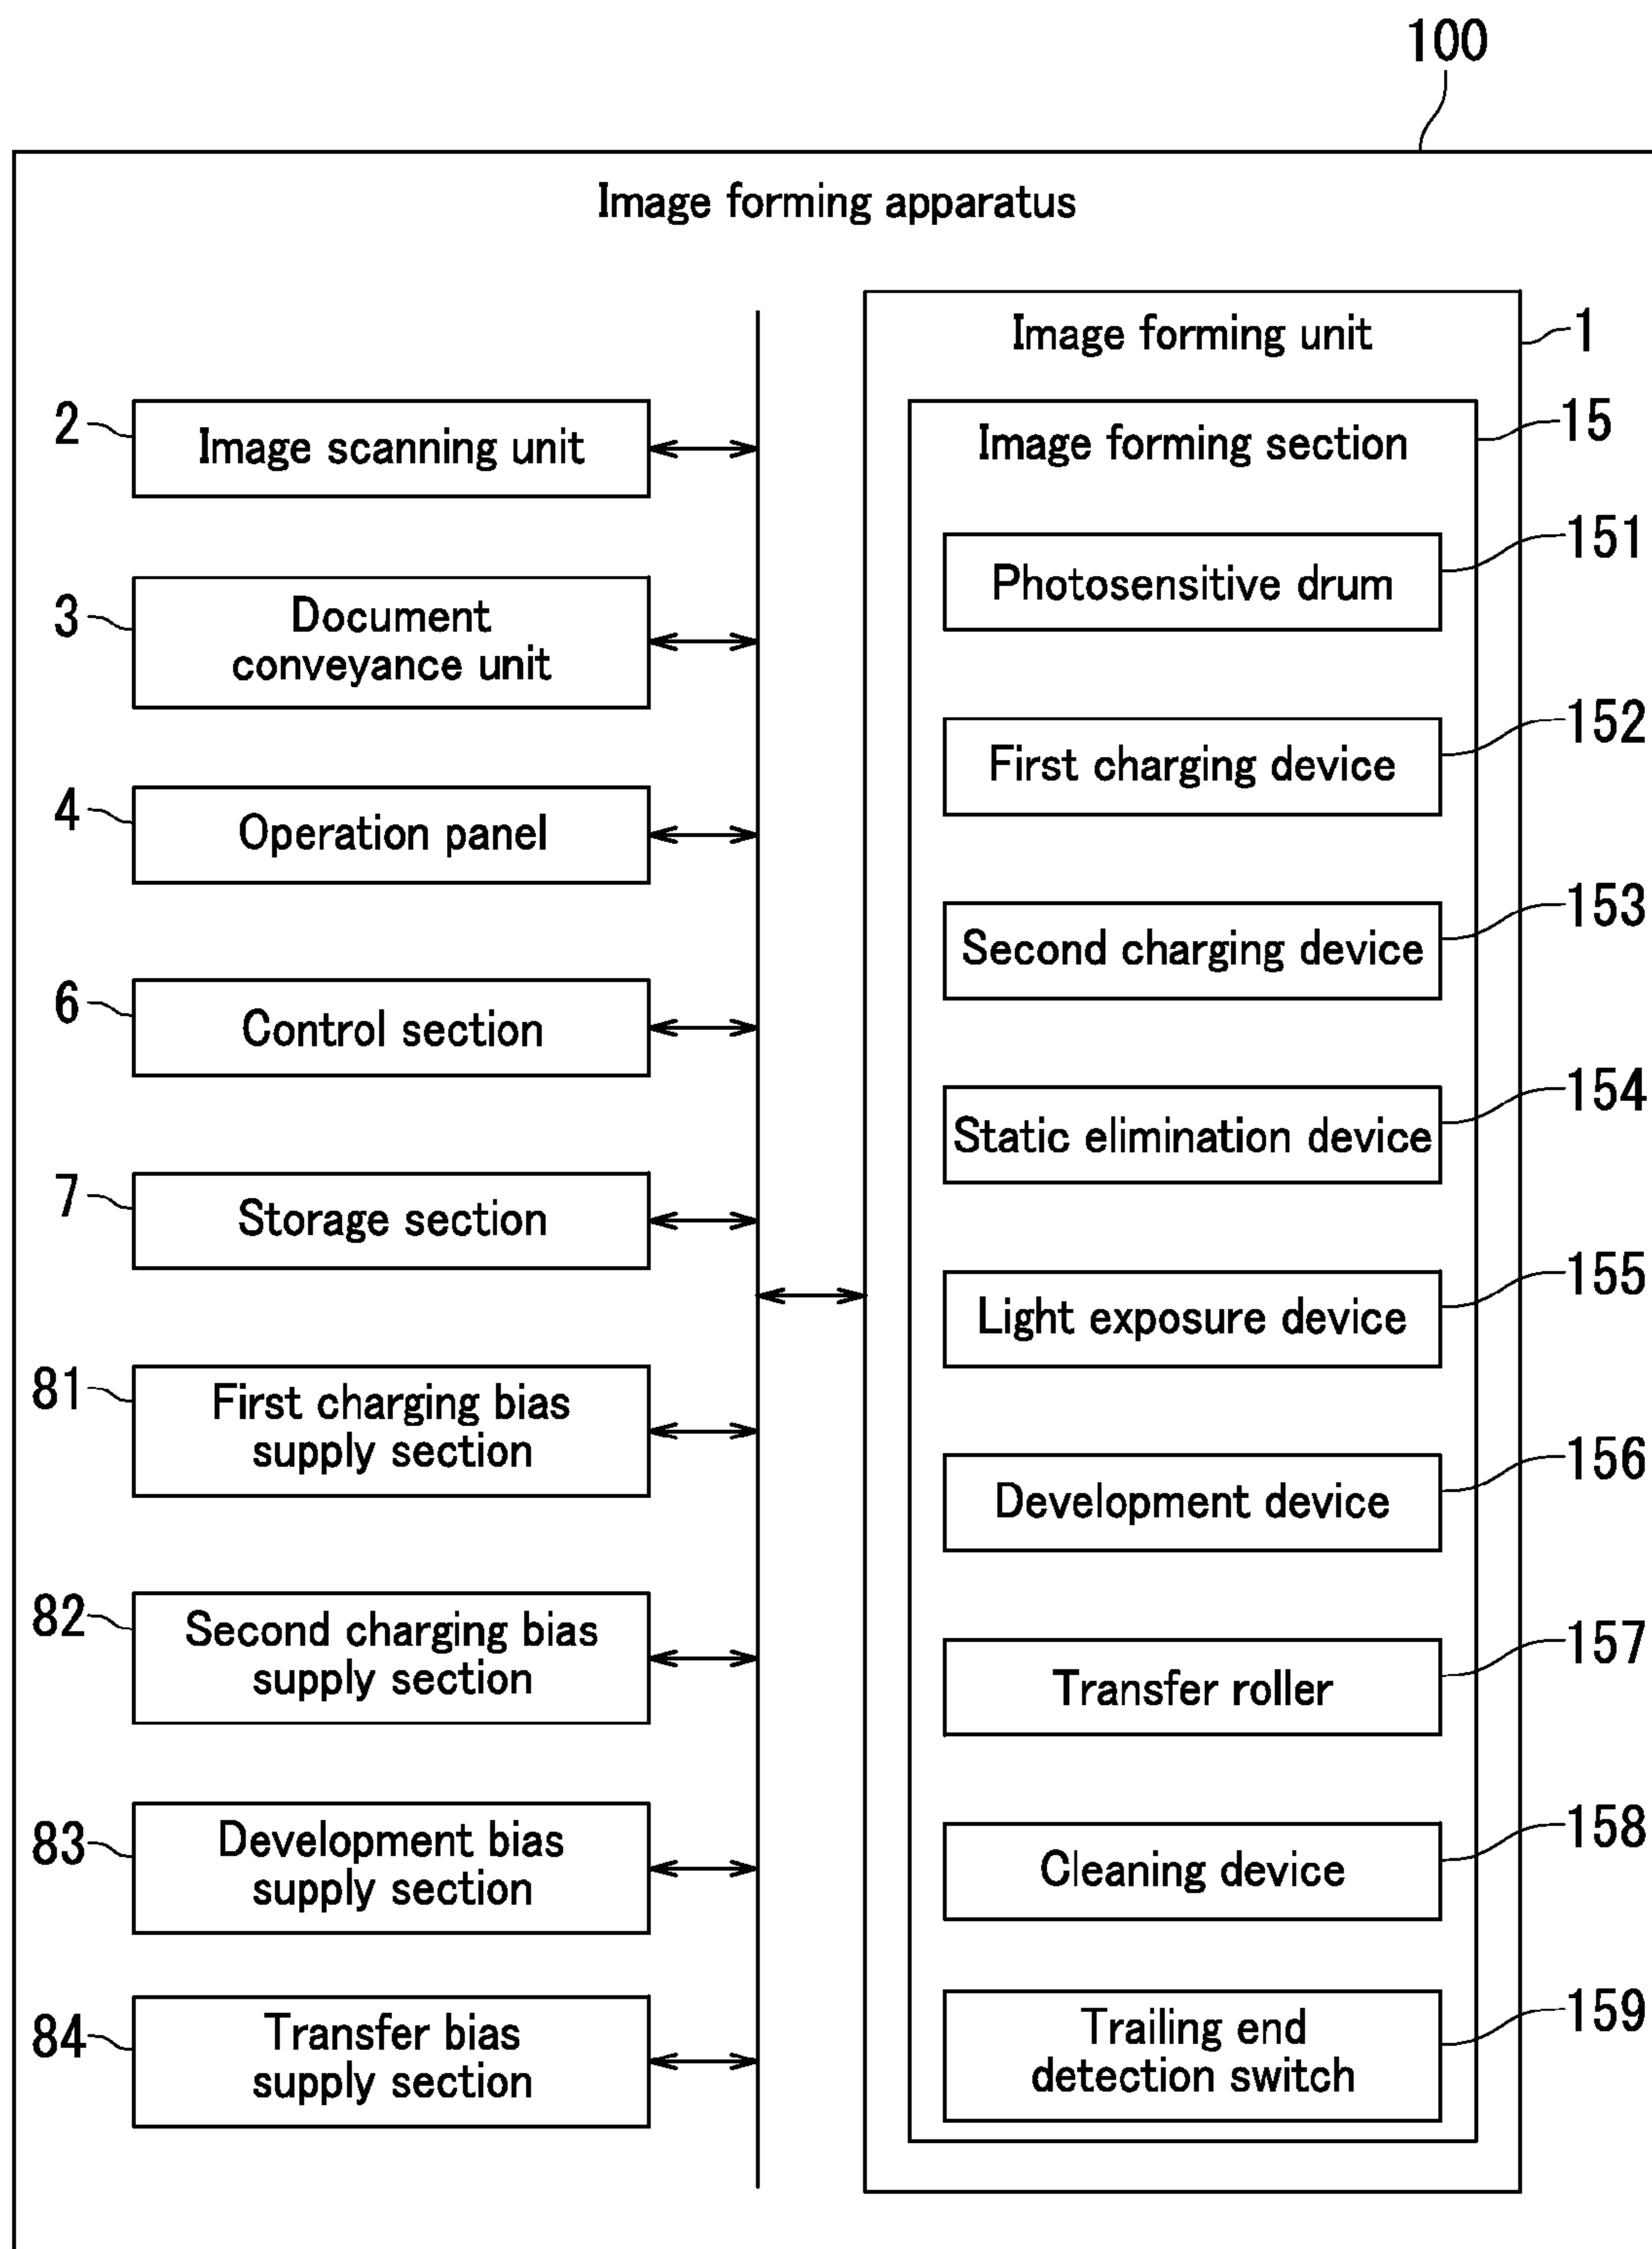 100
Image forming apparatus
2
Image scanning unit
3
Document
conveyance unit
4
Operation panel
6
Control section
7
Storage section
81
First charging bias
supply section
82
Second charging bias
supply section
83
Development bias
supply section
84
Transfer bias
supply section
Image forming unit
1
Image forming section
15
Photosensitive drum
151
First charging device
152
Second charging device
153
Static elimination device
154
Light exposure device
155
Development device
156
Transfer roller
157
Cleaning device
158
Trailing end
detection switch
159